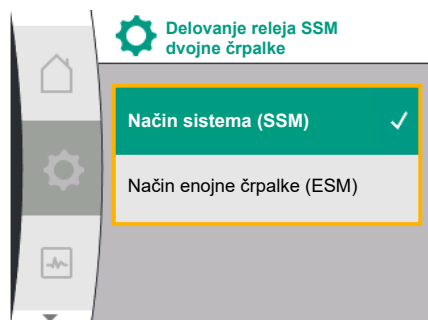 Delovanje releja SSM
dvojne črpalke
Način sistema (SSM)
Način enojne črpalke (ESM)